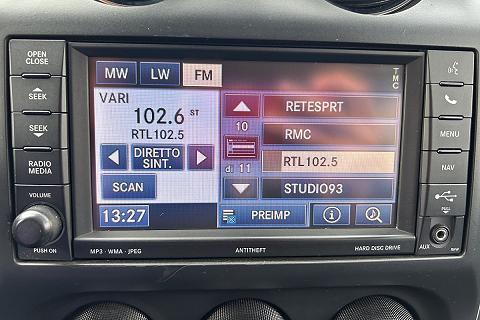 OPEN
CLOSE
SEEK
SEEK
RADIO
MEDIA
VOLUME
PUSH ON
MW
LW
FM
TMC
VARI
102.6 ST
RTL102.5
DIRETTO
SINT.
SCAN
13:27
10
di 11
RETESPRT
RMC
RTL102.5
STUDIO93
PREIMP
MENU
NAV
PULL
AUX
MP3 · WMA · JPEG
ANTITHEFT
HARD DISC DRIVE